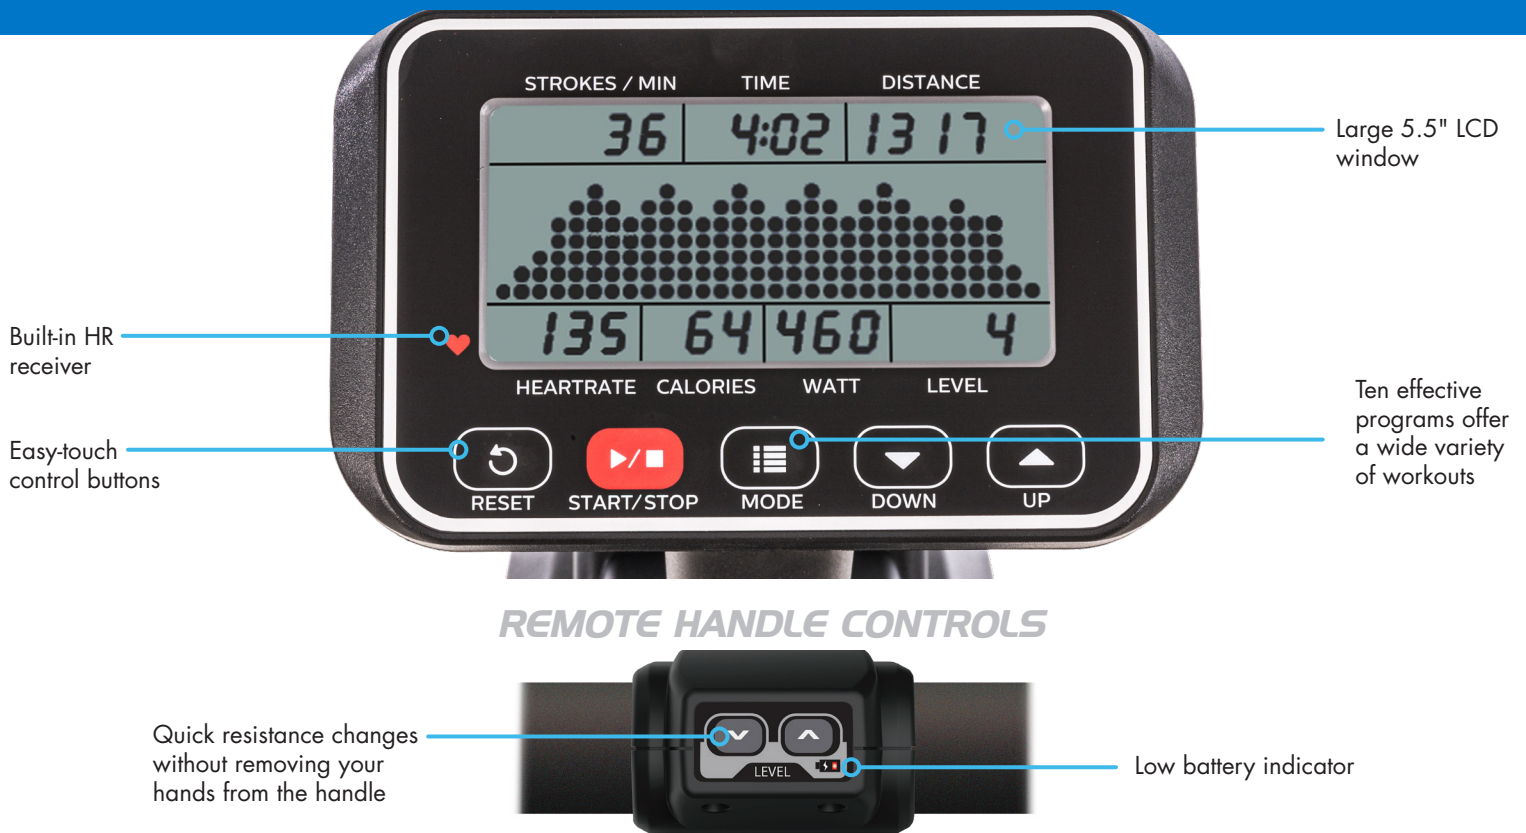 STROKES / MIN TIME DISTANCE
36 4:02 1317
Large 5.5" LCD
window
Built-in HR
receiver
135 64 460 4
HEARTRATE CALORIES WATT LEVEL
Ten effective
programs offer
a wide variety
of workouts
Easy-touch
control buttons
RESET START/STOP MODE DOWN UP
REMOTE HANDLE CONTROLS
Quick resistance changes
without removing your
hands from the handle
LEVEL
Low battery indicator